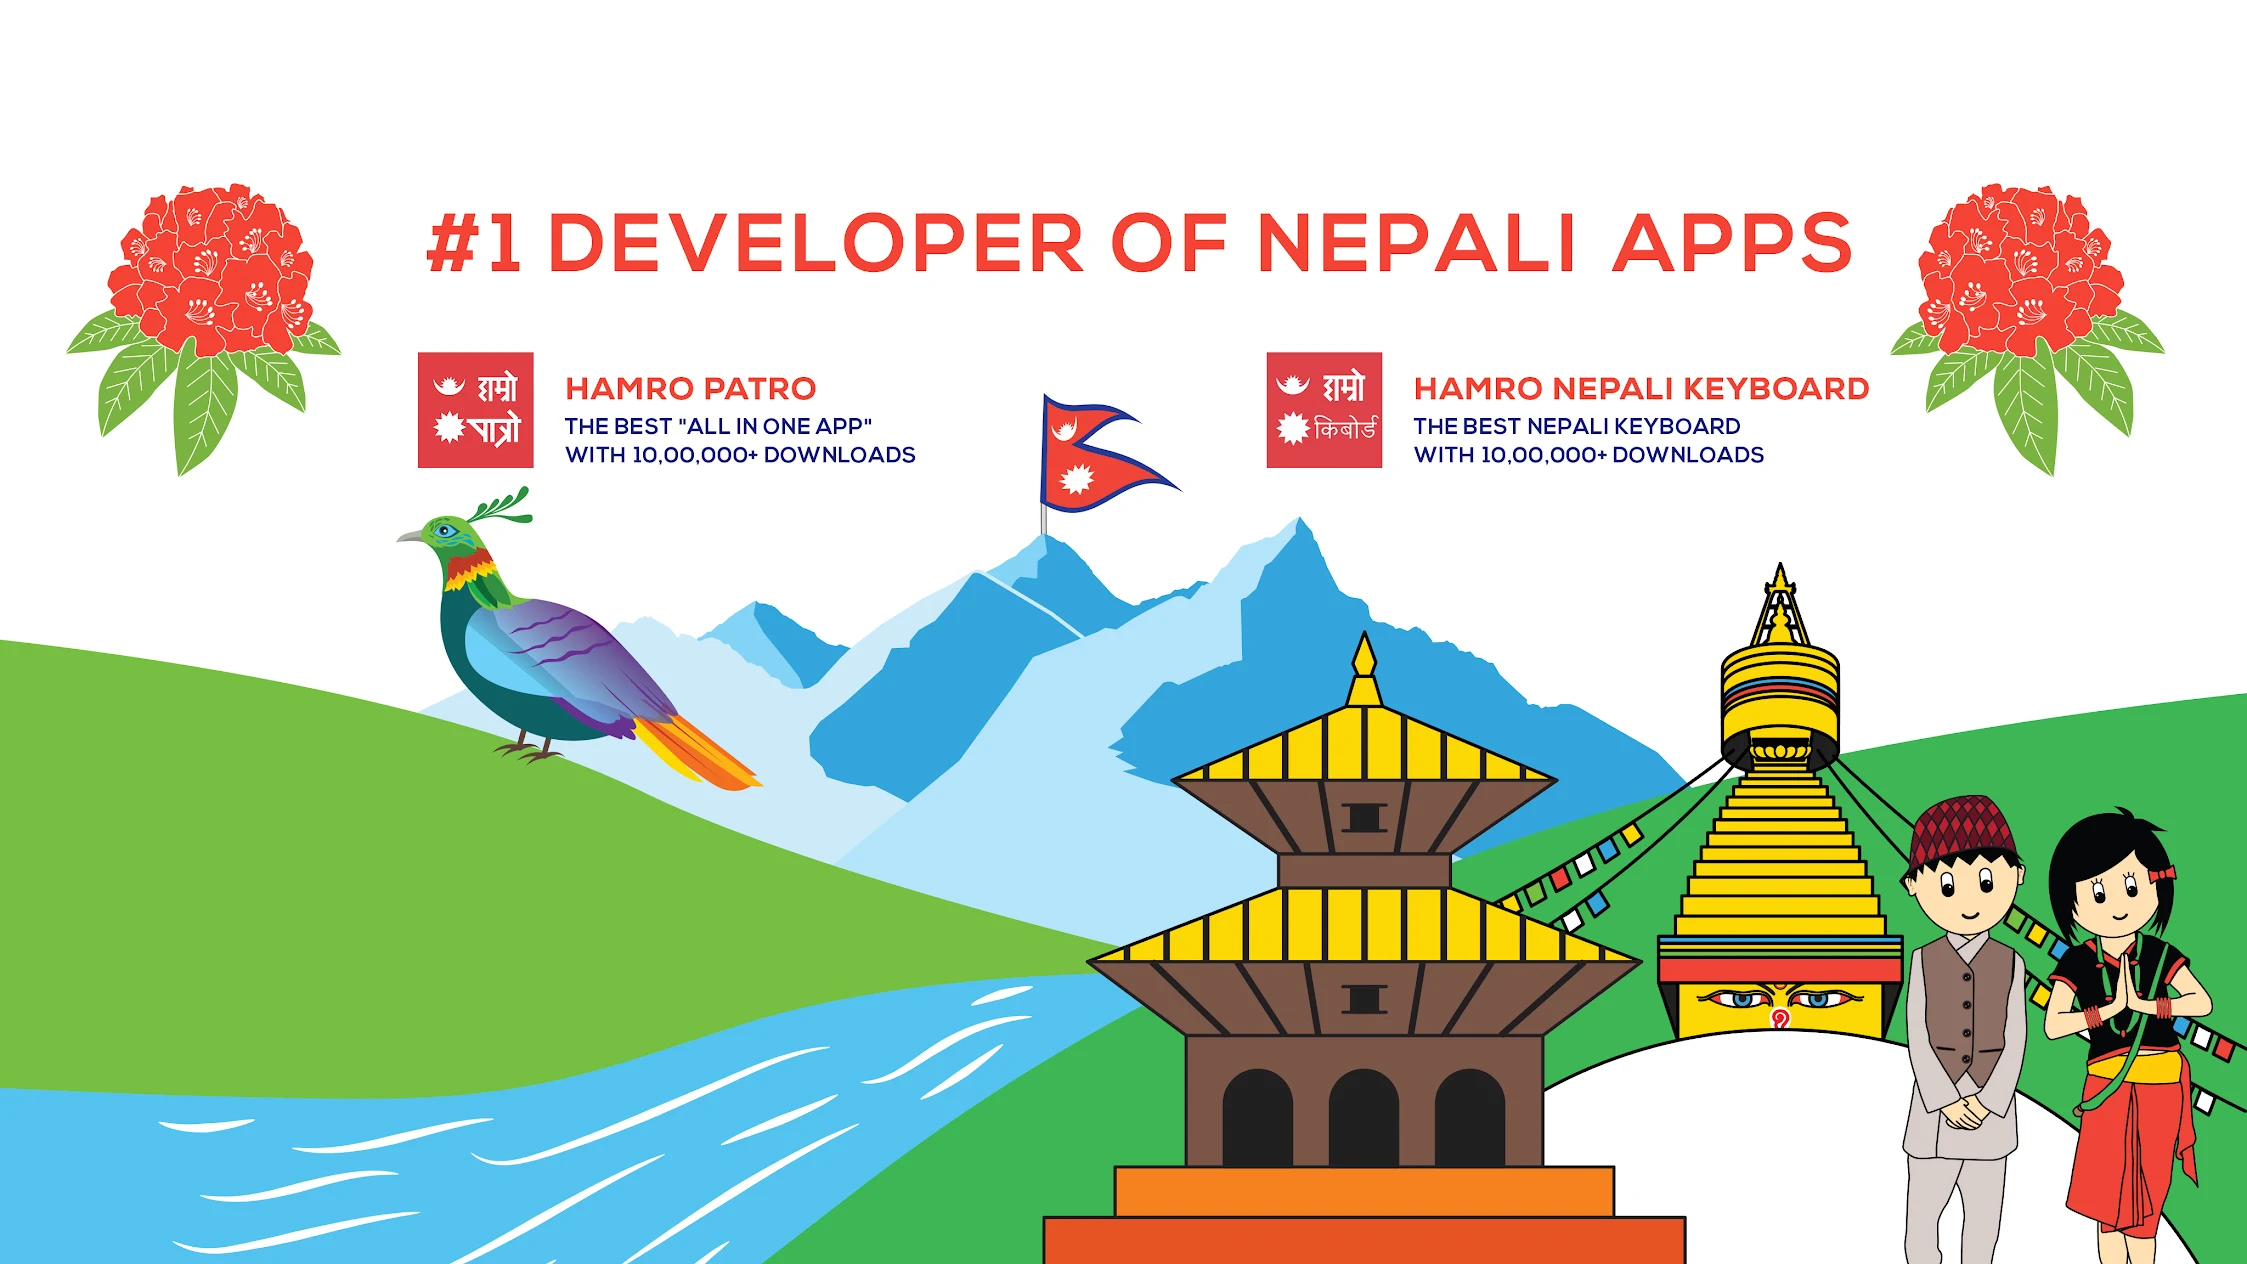 #1 DEVELOPER OF NEPALI APPS
हाम्रो
पात्रो
HAMRO PATRO
THE BEST "ALL IN ONE APP"
WITH 10,00,000+ DOWNLOADS
हाम्रो
किबोर्ड
HAMRO NEPALI KEYBOARD
THE BEST NEPALI KEYBOARD
WITH 10,00,000+ DOWNLOADS